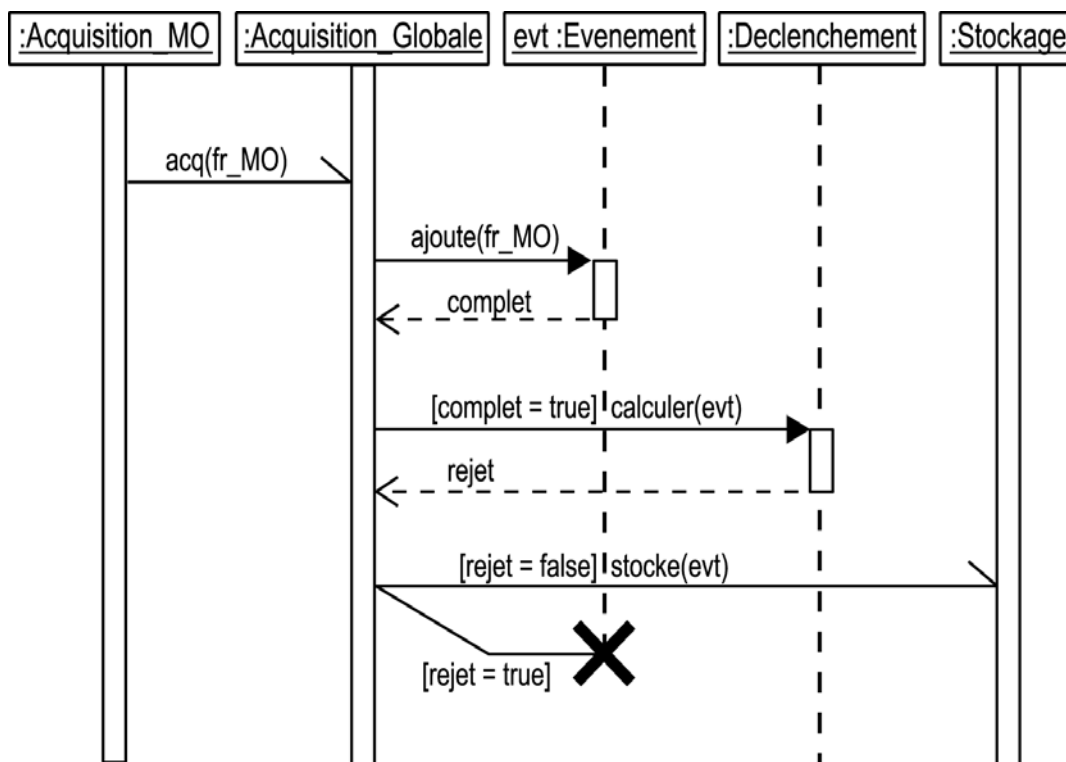 :Acquisition_MO :Acquisition_Globale evt :Evenement :Declenchement :Stockage
acq(fr_MO)
ajoute(fr_MO)
complet
[complet = true] calculer(evt)
rejet
[rejet = false] stocke(evt)
[rejet = true]